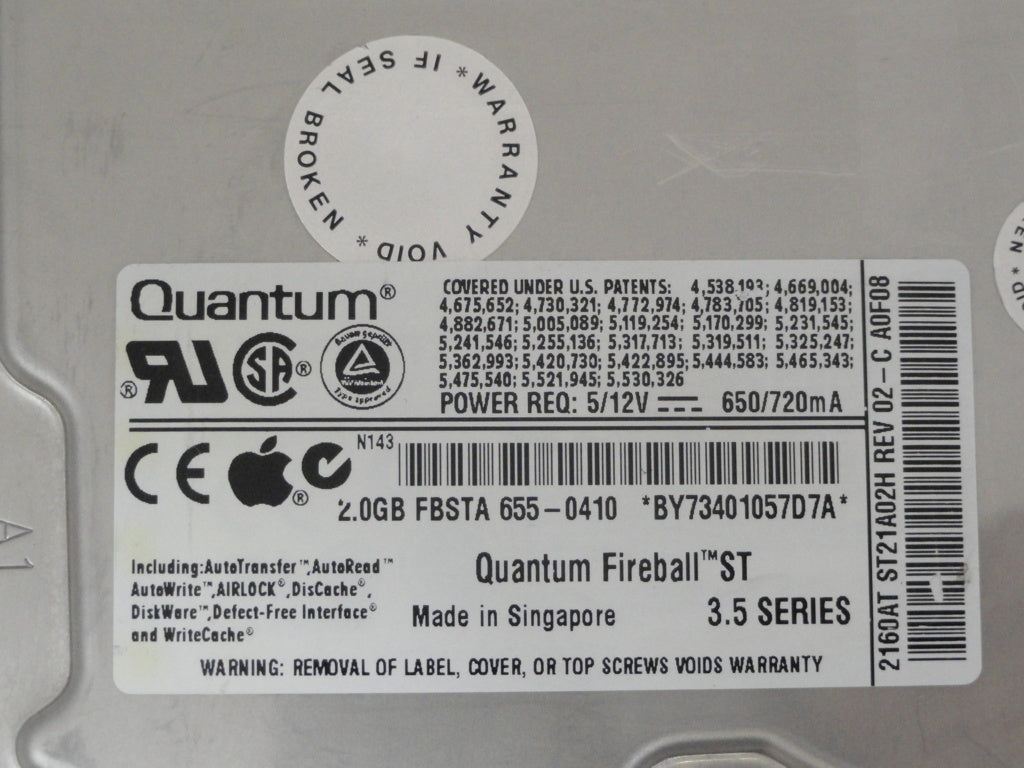 *WARRANTY VOID* IF SEAL BROKEN
Quantum®
COVERED UNDER U.S. PATENTS: 4,538,193; 4,669,004;
4,675,652; 4,730,321; 4,772,974; 4,783,705; 4,819,153;
4,882,671; 5,005,089; 5,119,254; 5,170,299; 5,231,545;
5,241,546; 5,255,136; 5,317,713; 5,319,511; 5,325,247;
5,362,993; 5,420,730; 5,422,895; 5,444,583; 5,465,343;
5,475,540; 5,521,945; 5,530,326
POWER REQ: 5/12V 650/720mA
SA®
Type approved
CE
N143
2.0GB FBSTA 655-0410 *BY73401057D7A*
Including:AutoTransfer™,AutoRead™
AutoWrite™,AIRLOCK®,DisCache®,
DiskWare™,Defect-Free Interface®
and WriteCache®
Quantum Fireball™ST
Made in Singapore 3.5 SERIES
WARNING: REMOVAL OF LABEL, COVER, OR TOP SCREWS VOIDS WARRANTY
2160AT ST21A02H REV 02-C A0F08